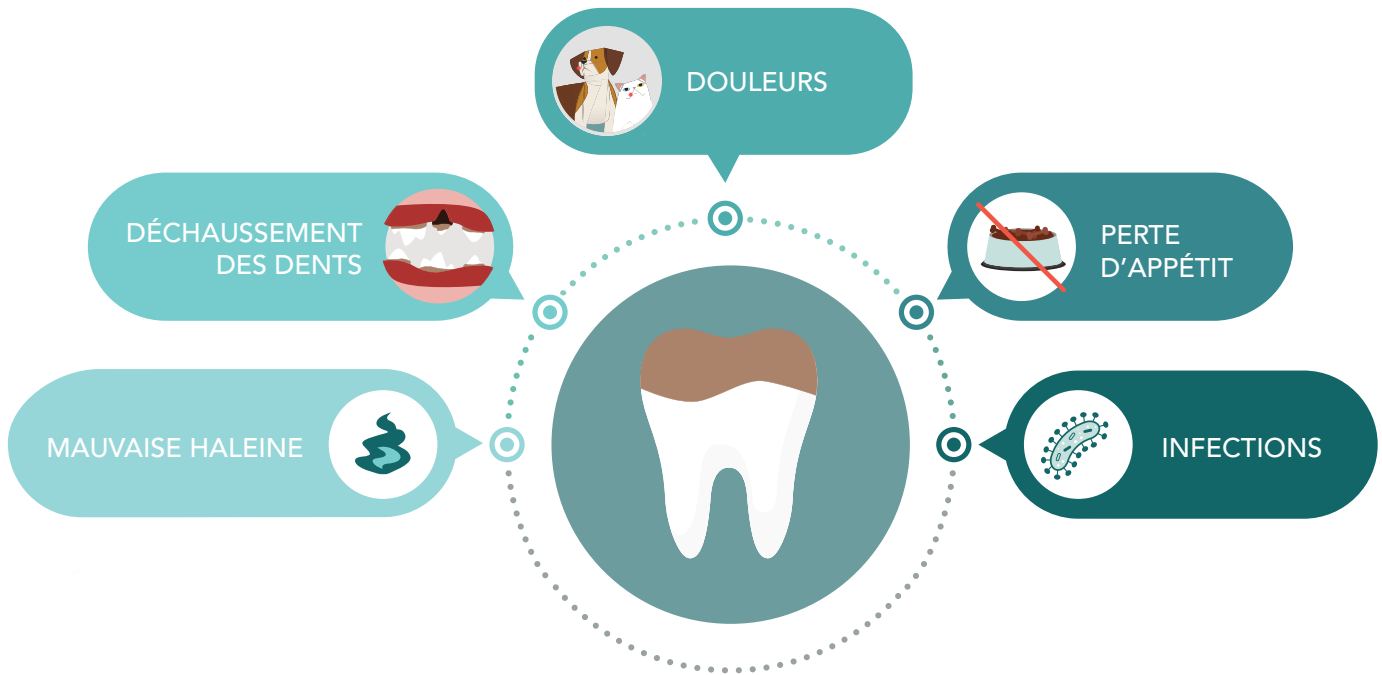 DOULEURS
DÉCHAUSSEMENT
DES DENTS
PERTE
D’APPÉTIT
MAUVAISE HALEINE
INFECTIONS